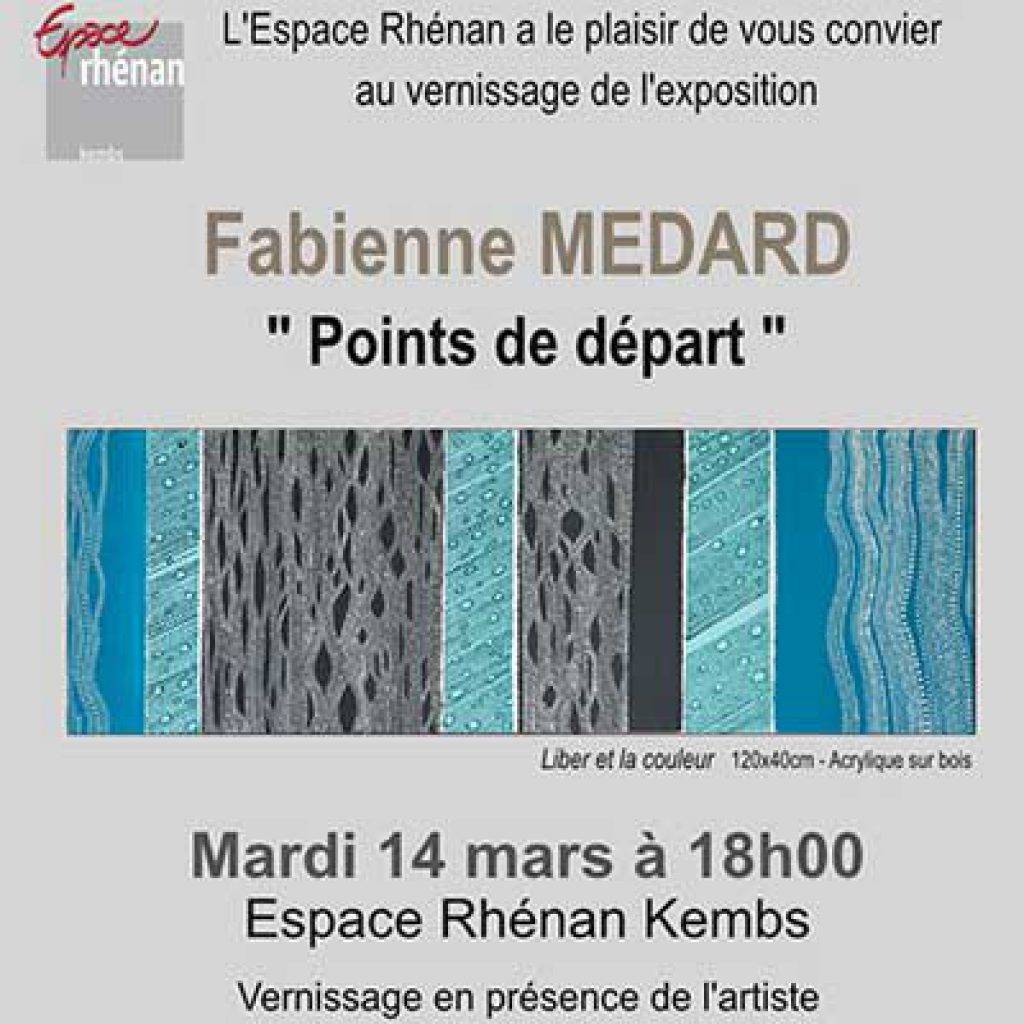 Espace
rhénan
kembs
L'Espace Rhénan a le plaisir de vous convier
au vernissage de l'exposition
Fabienne MEDARD
" Points de départ "
Liber et la couleur 120x40cm - Acrylique sur bois
Mardi 14 mars à 18h00
Espace Rhénan Kembs
Vernissage en présence de l'artiste